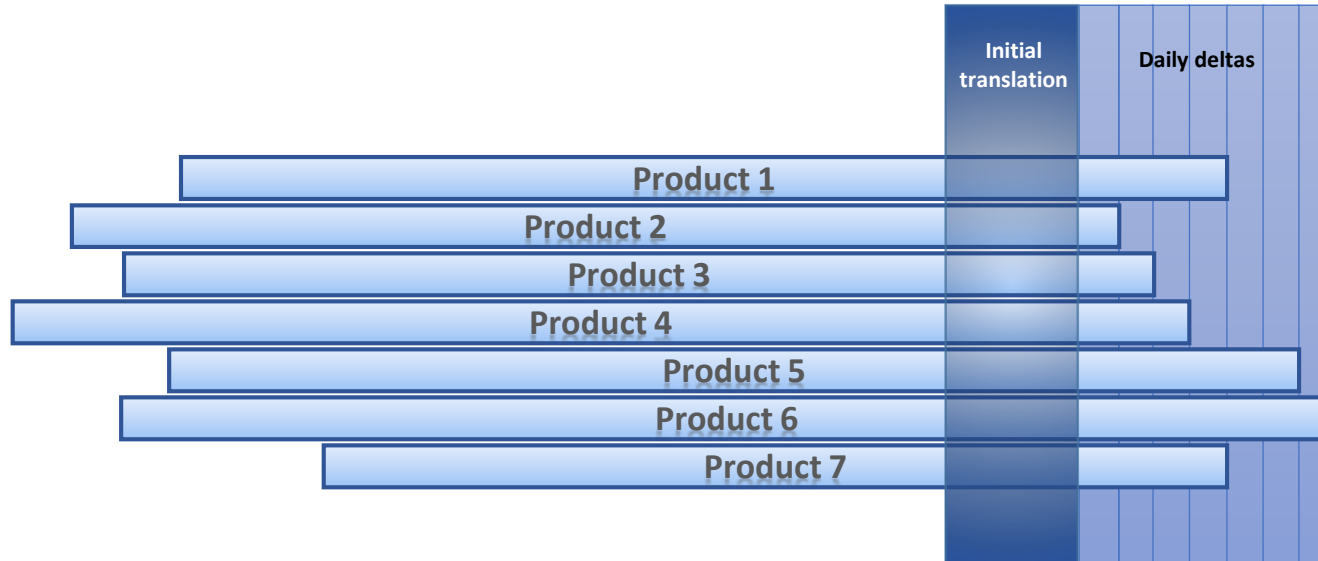 Initial
translation
Daily deltas
Product 1
Product 2
Product 3
Product 4
Product 5
Product 6
Product 7